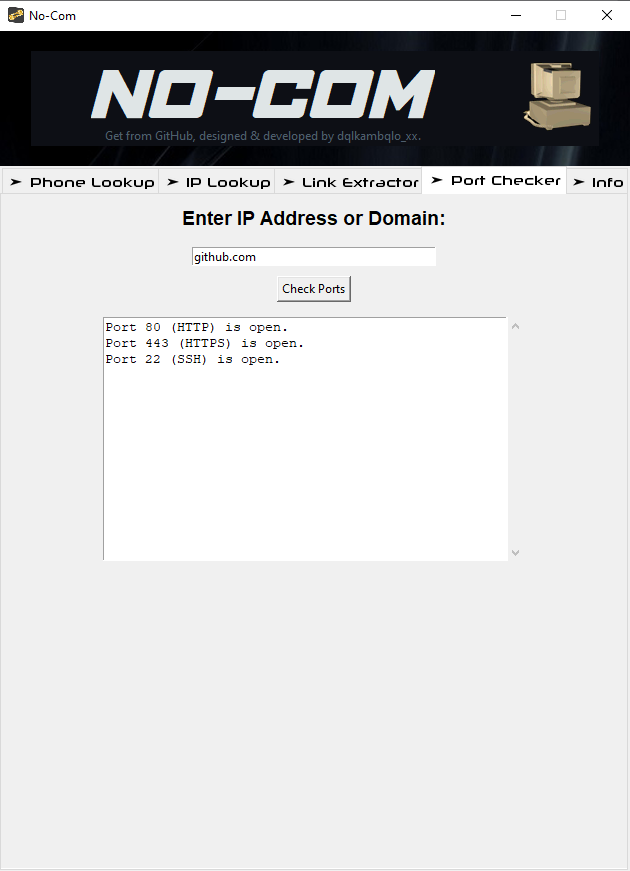 No-Com
NO-COM
Get from GitHub, designed & developed by dqlkambqlo_xx.
➤ Phone Lookup ➤ IP Lookup ➤ Link Extractor ➤ Port Checker ➤ Info
Enter IP Address or Domain:
github.com
Check Ports
Port 80 (HTTP) is open.
Port 443 (HTTPS) is open.
Port 22 (SSH) is open.